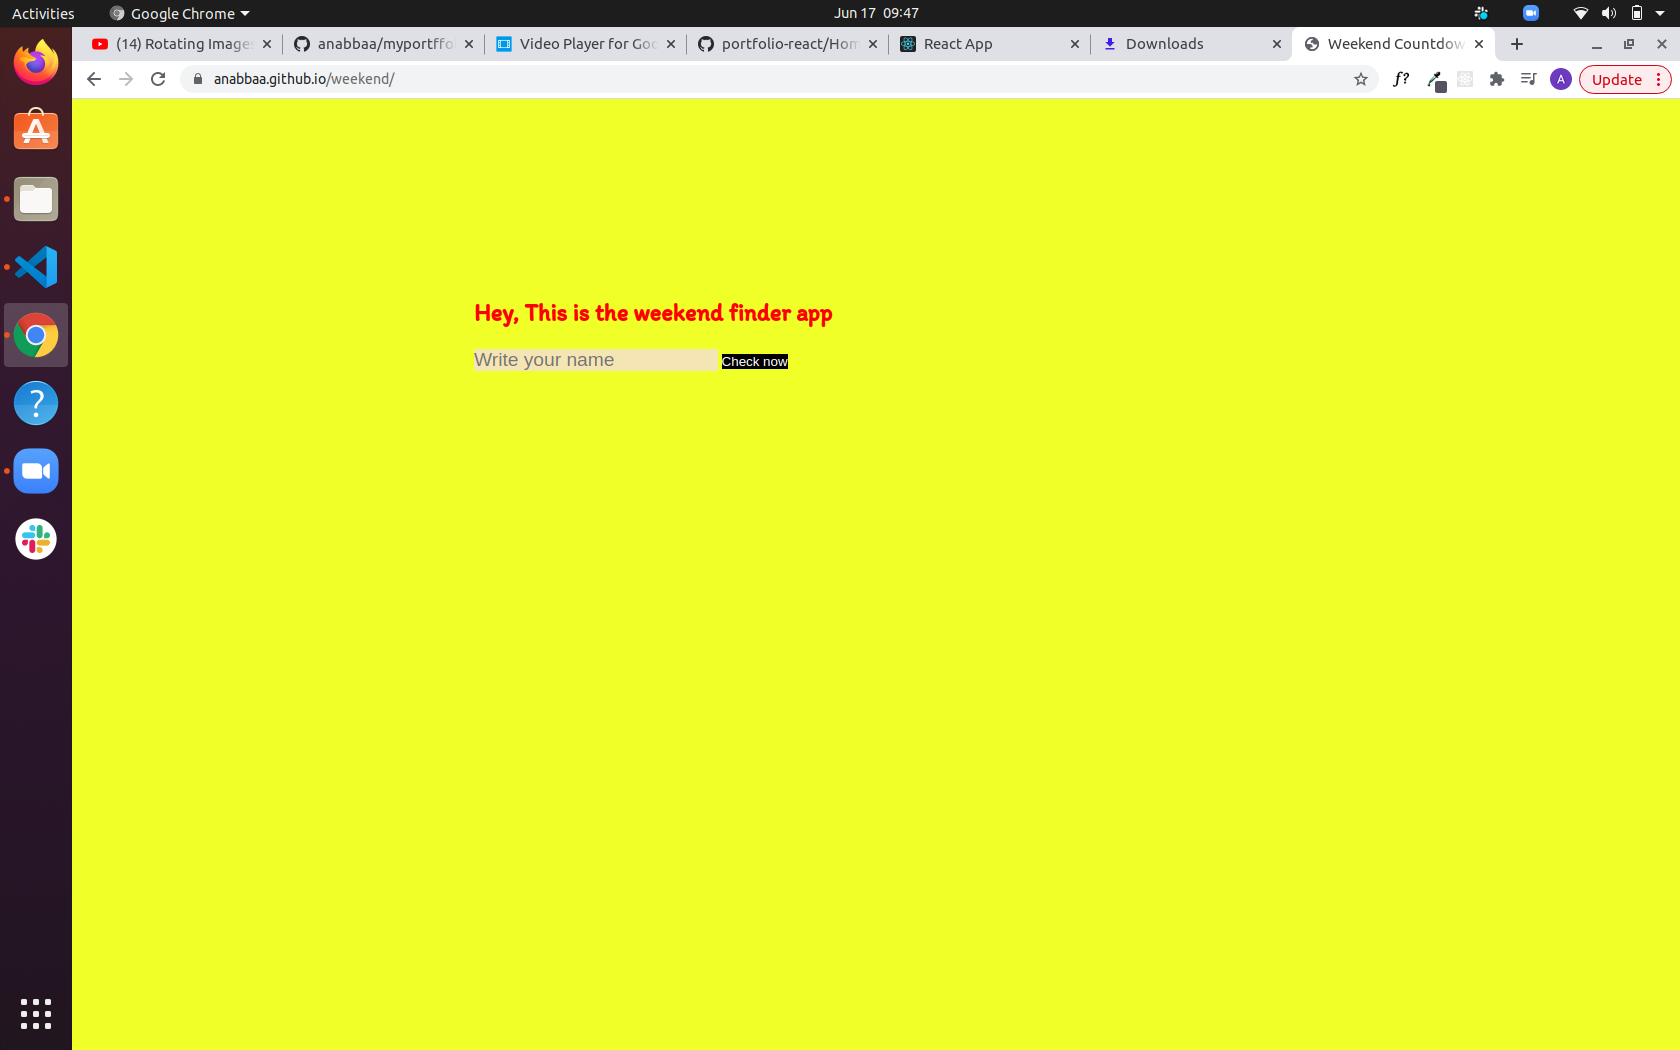 Activities
Google Chrome
Jun 17 09:47
(14) Rotating Image
anabbaa/myportffo
Video Player for Goo
portfolio-react/Hom
React App
Downloads
Weekend Countdow
anabbaa.github.io/weekend/
f?
A
Update
Hey, This is the weekend finder app
Write your name
Check now